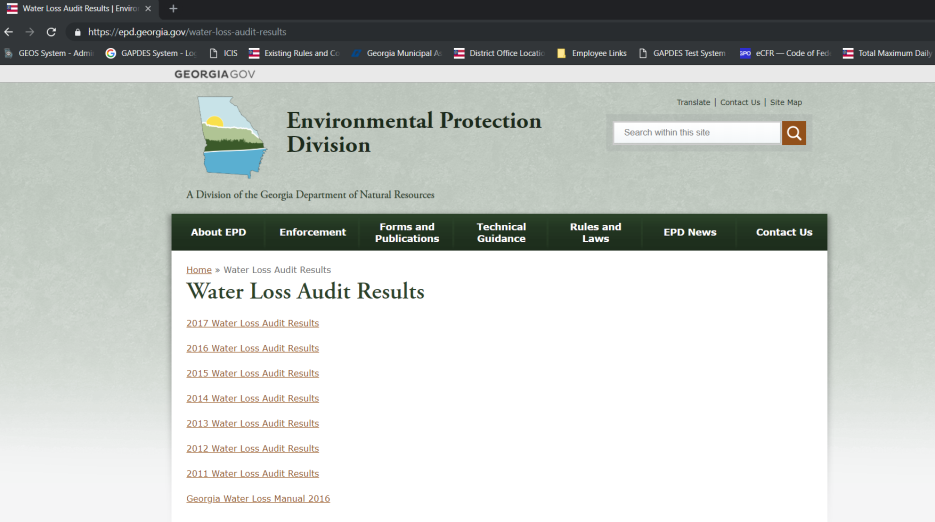 Water Loss Audit Results | Enviro
https://epd.georgia.gov/water-loss-audit-results
GEOS System - Admi
GAPDES System - Log
ICIS
Existing Rules and Co
Georgia Municipal As
District Office Locatio
Employee Links
GAPDES Test System
GPO
eCFR — Code of Fede
Total Maximum Daily
GEORGIAGOV
Translate | Contact Us | Site Map
Environmental Protection
Division
Search within this site
A Division of the Georgia Department of Natural Resources
About EPD
Enforcement
Forms and
Publications
Technical
Guidance
Rules and
Laws
EPD News
Contact Us
Home » Water Loss Audit Results
Water Loss Audit Results
2017 Water Loss Audit Results
2016 Water Loss Audit Results
2015 Water Loss Audit Results
2014 Water Loss Audit Results
2013 Water Loss Audit Results
2012 Water Loss Audit Results
2011 Water Loss Audit Results
Georgia Water Loss Manual 2016